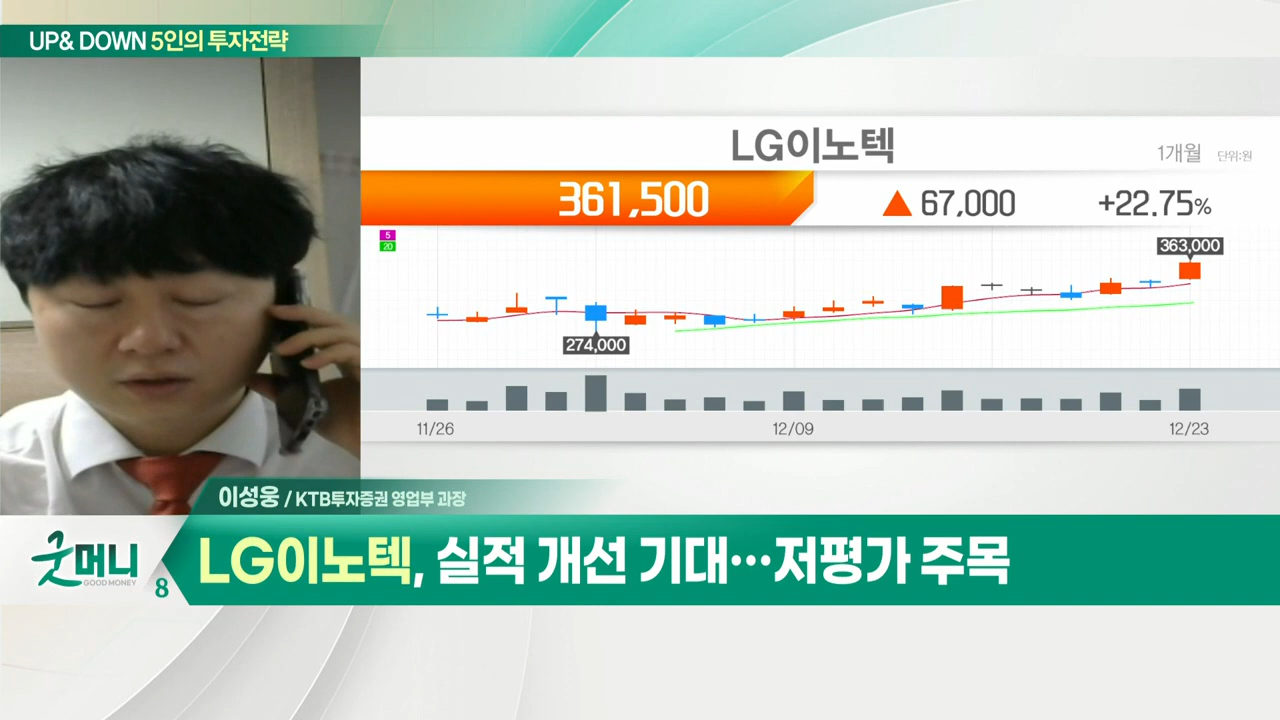 UP& DOWN 5인의 투자전략
LG이노텍
1개월 단위:원
361,500 ▲ 67,000 +22.75%
5
20
363,000
274,000
11/26 12/09 12/23
이성웅 / KTB투자증권 영업부 과장
굿머니
GOOD MONEY
8
LG이노텍, 실적 개선 기대…저평가 주목